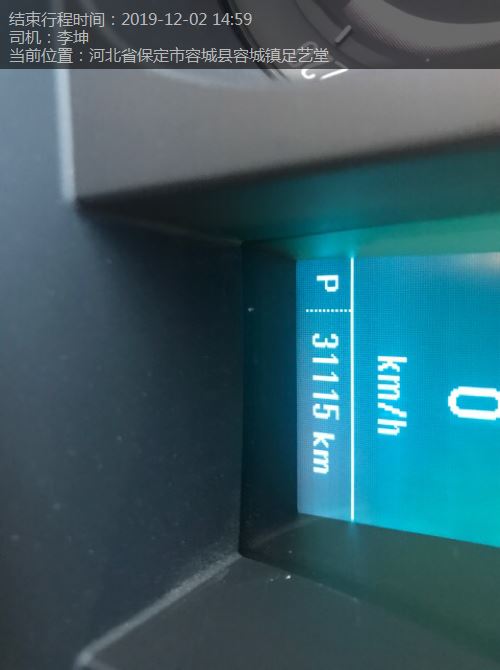 结束行程时间：2019-12-02 14:59
司机：李坤
当前位置：河北省保定市容城县容城镇足艺堂
0
km/h
P 31115 km